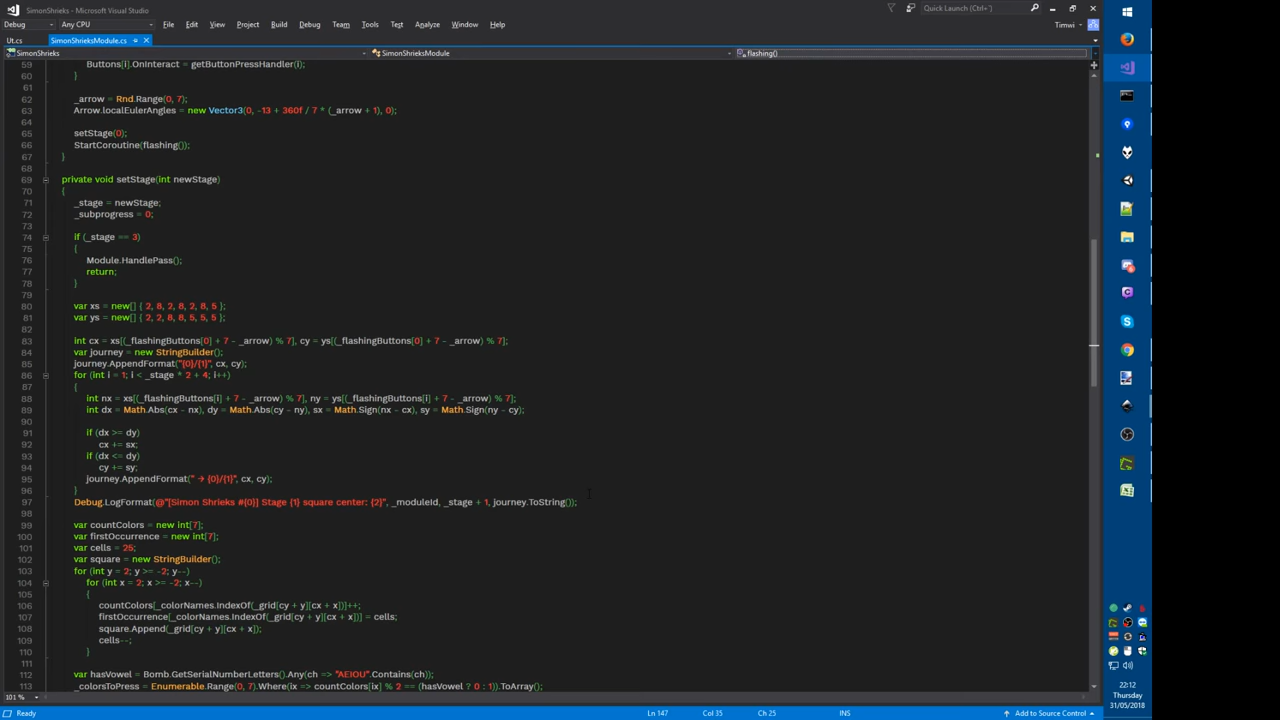 SimonShrieks - Microsoft Visual Studio
Quick Launch (Ctrl+')
File Edit View Project Build Debug Team Tools Test Analyze Window Help
Timwi
Debug Any CPU
Ut.cs SimonShrieksModule.cs
SimonShrieks SimonShrieksModule flashing()
59 Buttons[i].OnInteract = getButtonPressHandler(i);
60 }
61
62 _arrow = Rnd.Range(0, 7);
63 Arrow.localEulerAngles = new Vector3(0, -13 + 360f / 7 * (_arrow + 1), 0);
64
65 setStage(0);
66 StartCoroutine(flashing());
67 }
68
69 private void setStage(int newStage)
70 {
71 _stage = newStage;
72 _subprogress = 0;
73
74 if (_stage == 3)
75 {
76 Module.HandlePass();
77 return;
78 }
79
80 var xs = new[] { 2, 8, 2, 8, 2, 8, 5 };
81 var ys = new[] { 2, 2, 8, 8, 5, 5, 5 };
82
83 int cx = xs[(_flashingButtons[0] + 7 - _arrow) % 7], cy = ys[(_flashingButtons[0] + 7 - _arrow) % 7];
84 var journey = new StringBuilder();
85 journey.AppendFormat("{0}/{1}", cx, cy);
86 for (int i = 1; i < _stage * 2 + 4; i++)
87 {
88 int nx = xs[(_flashingButtons[i] + 7 - _arrow) % 7], ny = ys[(_flashingButtons[i] + 7 - _arrow) % 7];
89 int dx = Math.Abs(cx - nx), dy = Math.Abs(cy - ny), sx = Math.Sign(nx - cx), sy = Math.Sign(ny - cy);
90
91 if (dx >= dy)
92 cx += sx;
93 if (dx <= dy)
94 cy += sy;
95 journey.AppendFormat(" → {0}/{1}", cx, cy);
96 }
97 Debug.LogFormat(@"[Simon Shrieks #{0}] Stage {1} square center: {2}", _moduleId, _stage + 1, journey.ToString());
98
99 var countColors = new int[7];
100 var firstOccurrence = new int[7];
101 var cells = 25;
102 var square = new StringBuilder();
103 for (int y = 2; y >= -2; y--)
104 for (int x = 2; x >= -2; x--)
105 {
106 countColors[_colorNames.IndexOf(_grid[cy + y][cx + x])]++;
107 firstOccurrence[_colorNames.IndexOf(_grid[cy + y][cx + x])] = cells;
108 square.Append(_grid[cy + y][cx + x]);
109 cells--;
110 }
111
112 var hasVowel = Bomb.GetSerialNumberLetters().Any(ch => "AEIOU".Contains(ch));
113 _colorsToPress = Enumerable.Range(0, 7).Where(ix => countColors[ix] % 2 == (hasVowel ? 0 : 1)).ToArray();
101 %
Ready Ln 147 Col 35 Ch 25 INS Add to Source Control
22:12
Thursday
31/05/2018